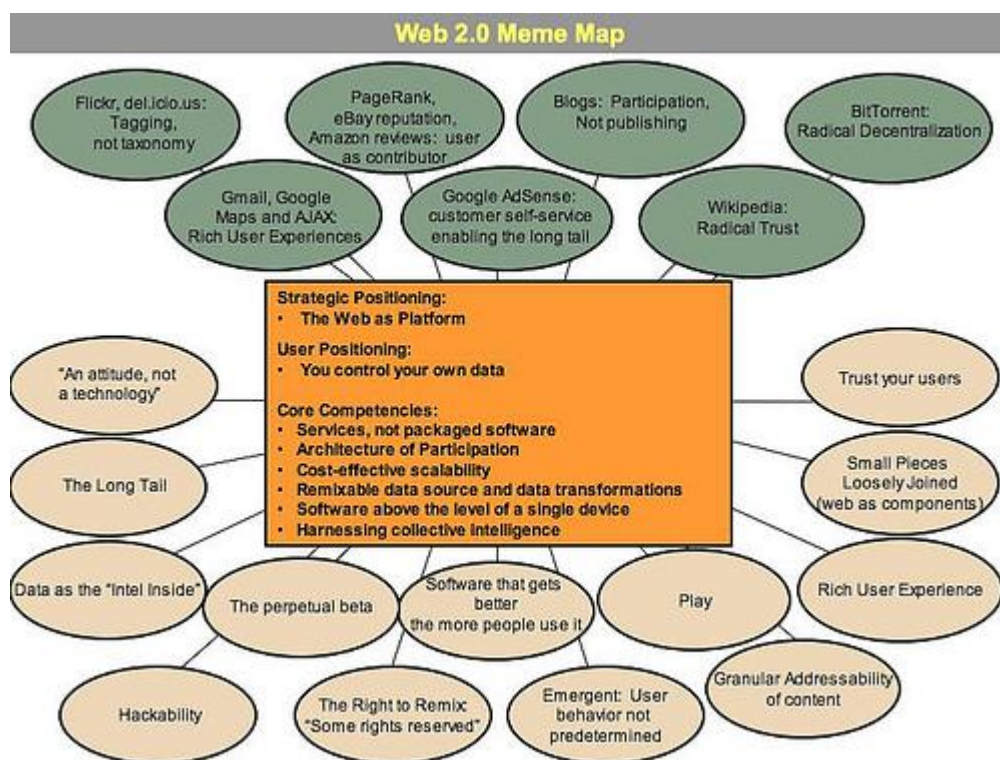 Web 2.0 Meme Map
Flickr, del.icio.us:
Tagging,
not taxonomy
PageRank,
eBay reputation,
Amazon reviews: user
as contributor
Blogs: Participation,
Not publishing
BitTorrent:
Radical Decentralization
Gmail, Google
Maps and AJAX:
Rich User Experiences
Google AdSense:
customer self-service
enabling the long tail
Wikipedia:
Radical Trust
Strategic Positioning:
• The Web as Platform
User Positioning:
• You control your own data
Core Competencies:
• Services, not packaged software
• Architecture of Participation
• Cost-effective scalability
• Remixable data source and data transformations
• Software above the level of a single device
• Harnessing collective intelligence
“An attitude, not
a technology”
Trust your users
The Long Tail
Small Pieces
Loosely Joined
(web as components)
Data as the “Intel Inside”
The perpetual beta
Software that gets
better
the more people use it
Play
Rich User Experience
Hackability
The Right to Remix:
“Some rights reserved”
Emergent: User
behavior not
predetermined
Granular Addressability
of content